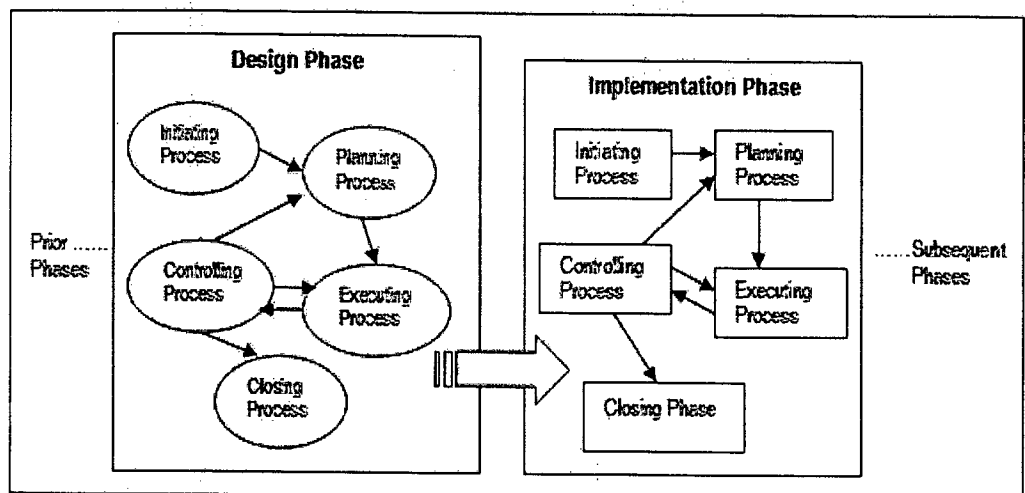 Design Phase
Initiating
Process
Planning
Process
Controlling
Process
Executing
Process
Closing
Process
Prior
Phases
Implementation Phase
Initiating
Process
Planning
Process
Controlling
Process
Executing
Process
Closing Phase
Subsequent
Phases